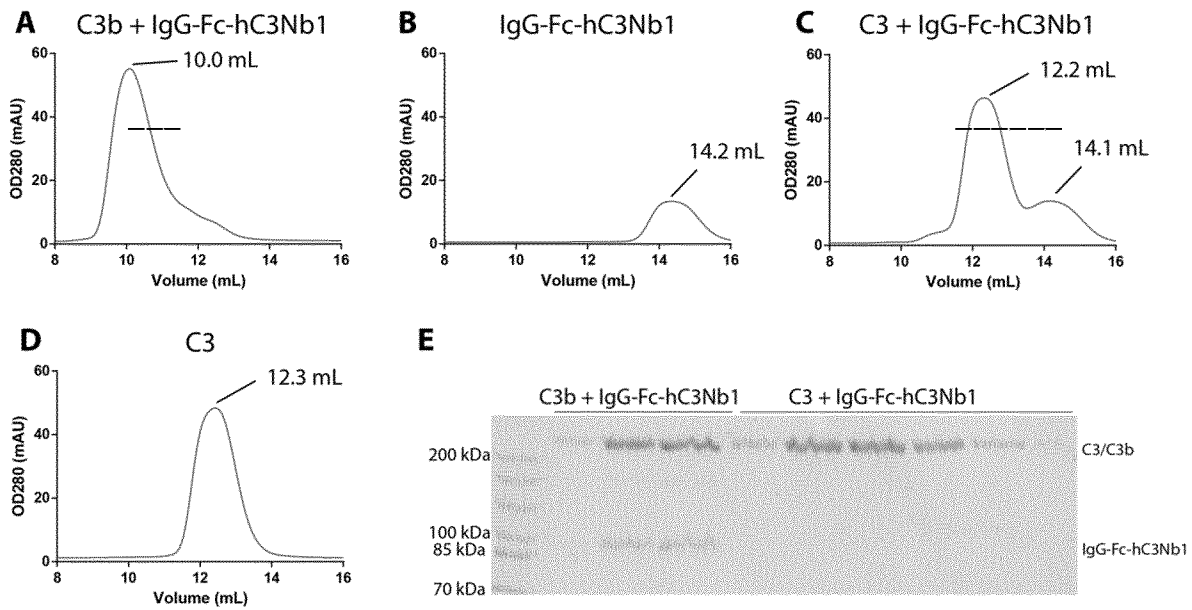 A C3b + IgG-Fc-hC3Nb1
60
40
20
0
OD280 (mAU)
10.0 mL
8 10 12 14 16
Volume (mL)
B IgG-Fc-hC3Nb1
60
40
20
0
OD280 (mAU)
14.2 mL
8 10 12 14 16
Volume (mL)
C C3 + IgG-Fc-hC3Nb1
60
40
20
0
OD280 (mAU)
12.2 mL
14.1 mL
8 10 12 14 16
Volume (mL)
D C3
60
40
20
0
OD280 (mAU)
12.3 mL
8 10 12 14 16
Volume (mL)
E
C3b + IgG-Fc-hC3Nb1 C3 + IgG-Fc-hC3Nb1
200 kDa
100 kDa
85 kDa
70 kDa
C3/C3b
IgG-Fc-hC3Nb1